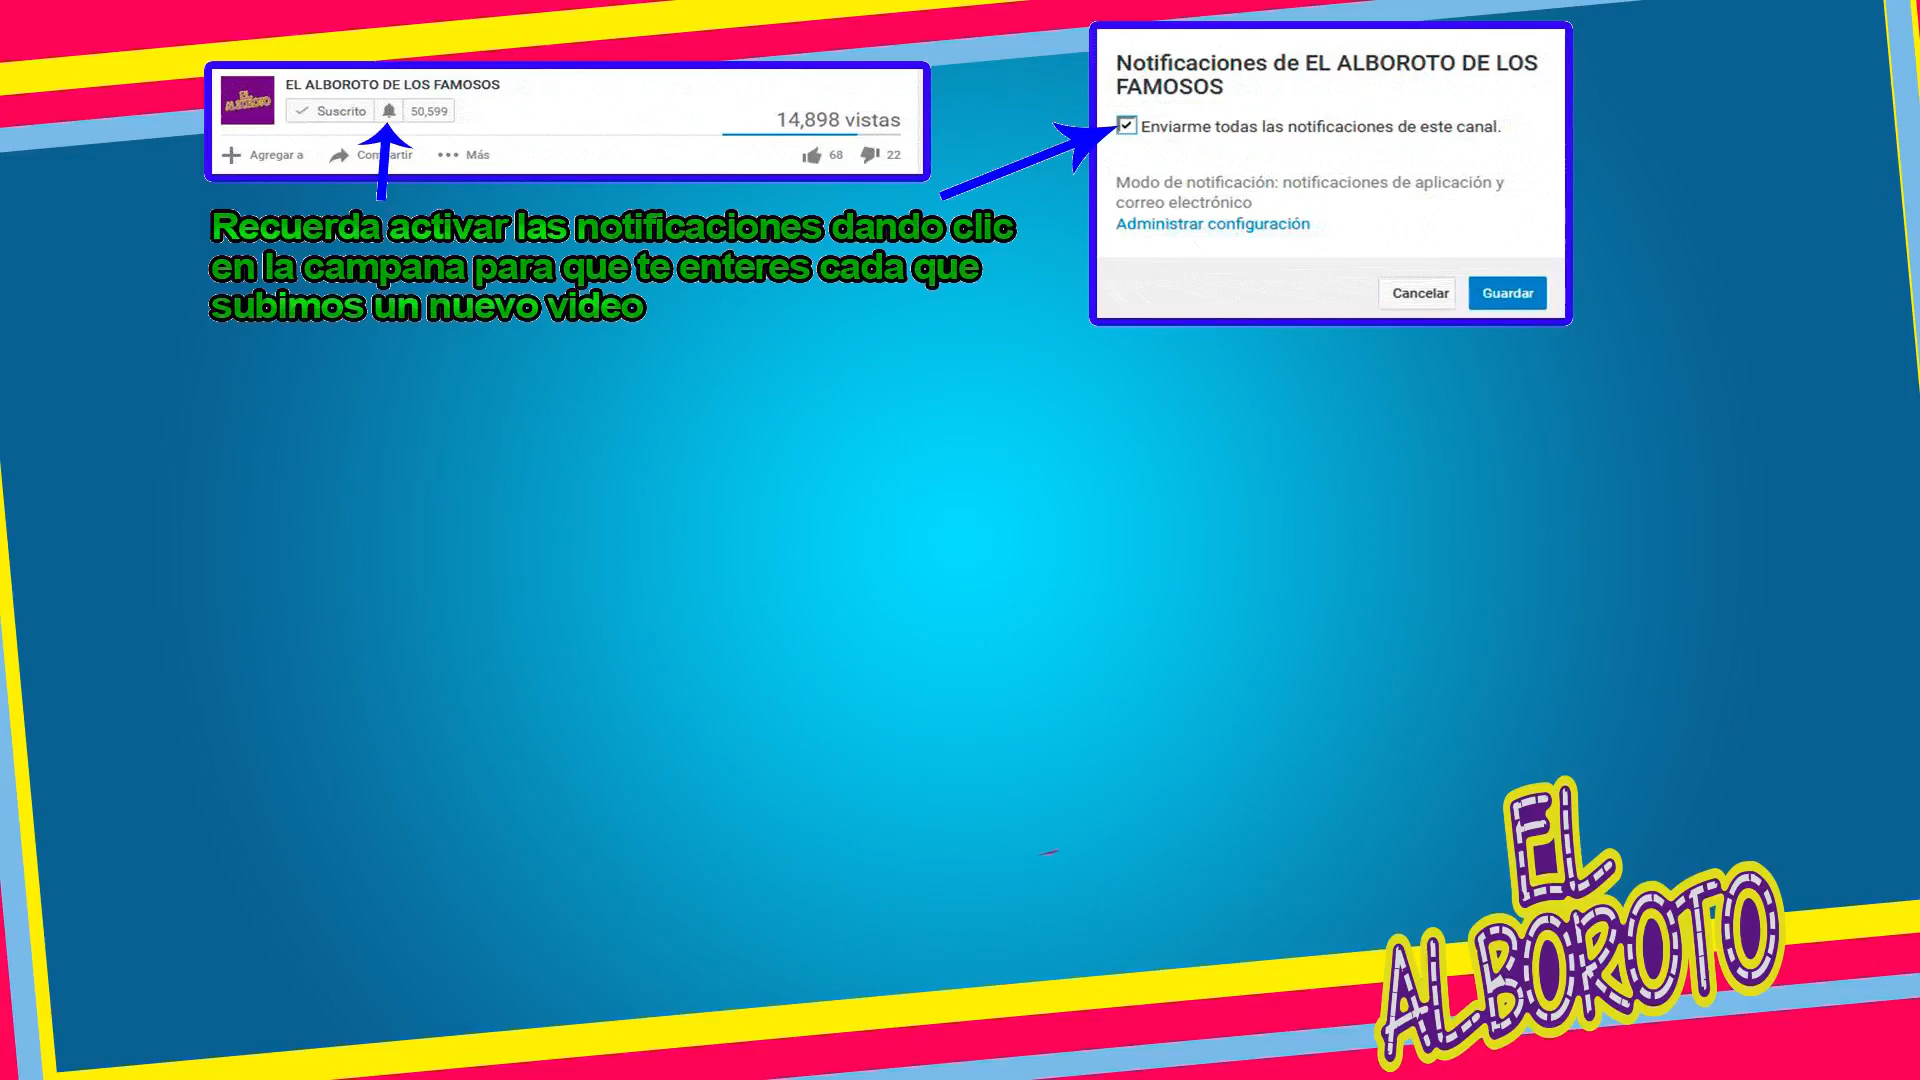 EL ALBOROTO
EL ALBOROTO DE LOS FAMOSOS
Suscrito 50,599
14,898 vistas
Agregar a Compartir Más 68 22
Recuerda activar las notificaciones dando clic
en la campana para que te enteres cada que
subimos un nuevo video
Notificaciones de EL ALBOROTO DE LOS
FAMOSOS
Enviarme todas las notificaciones de este canal.
Modo de notificación: notificaciones de aplicación y
correo electrónico
Administrar configuración
Cancelar Guardar
EL
ALBOROTO